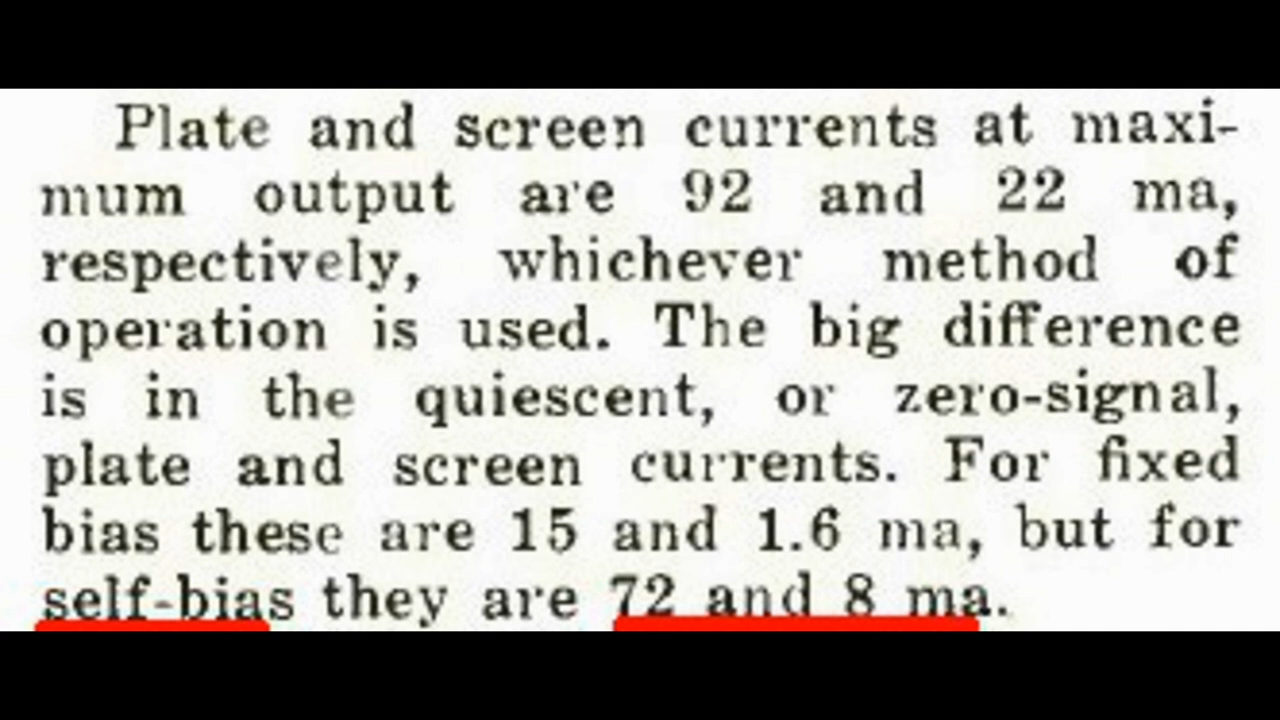 Plate and screen currents at maxi-
mum output are 92 and 22 ma,
respectively, whichever method of
operation is used. The big difference
is in the quiescent, or zero-signal,
plate and screen currents. For fixed
bias these are 15 and 1.6 ma, but for
self-bias they are 72 and 8 ma.